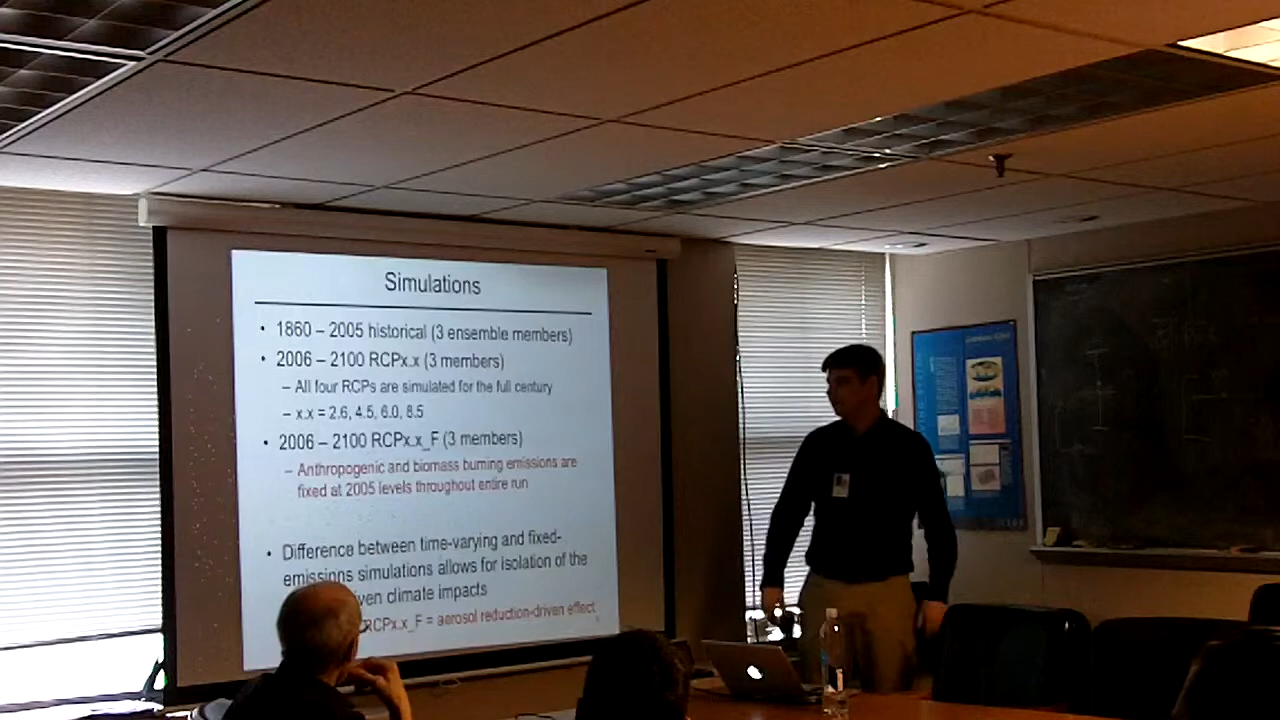 Simulations
• 1860 – 2005 historical (3 ensemble members)
• 2006 – 2100 RCPx.x (3 members)
– All four RCPs are simulated for the full century
– x.x = 2.6, 4.5, 6.0, 8.5
• 2006 – 2100 RCPx.x_F (3 members)
– Anthropogenic and biomass burning emissions are
fixed at 2005 levels throughout entire run
• Difference between time-varying and fixed-
emissions simulations allows for isolation of the
climate impacts
RCPx.x_F = aerosol reduction-driven effect